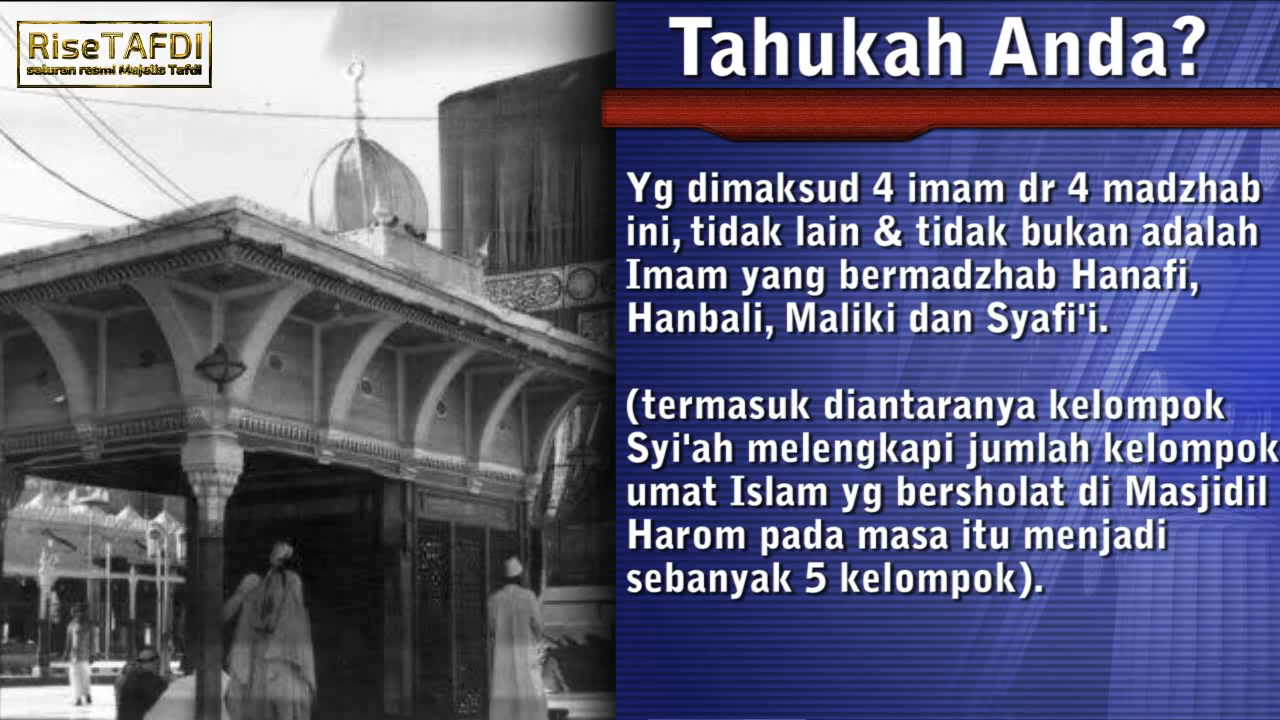 RiseTAFDI
saluran resmi Majelis Tafdi
Tahukah Anda?
Yg dimaksud 4 imam dr 4 madzhab
ini, tidak lain & tidak bukan adalah
Imam yang bermadzhab Hanafi,
Hanbali, Maliki dan Syafi'i.
(termasuk diantaranya kelompok
Syi'ah melengkapi jumlah kelompok
umat Islam yg bersholat di Masjidil
Harom pada masa itu menjadi
sebanyak 5 kelompok).